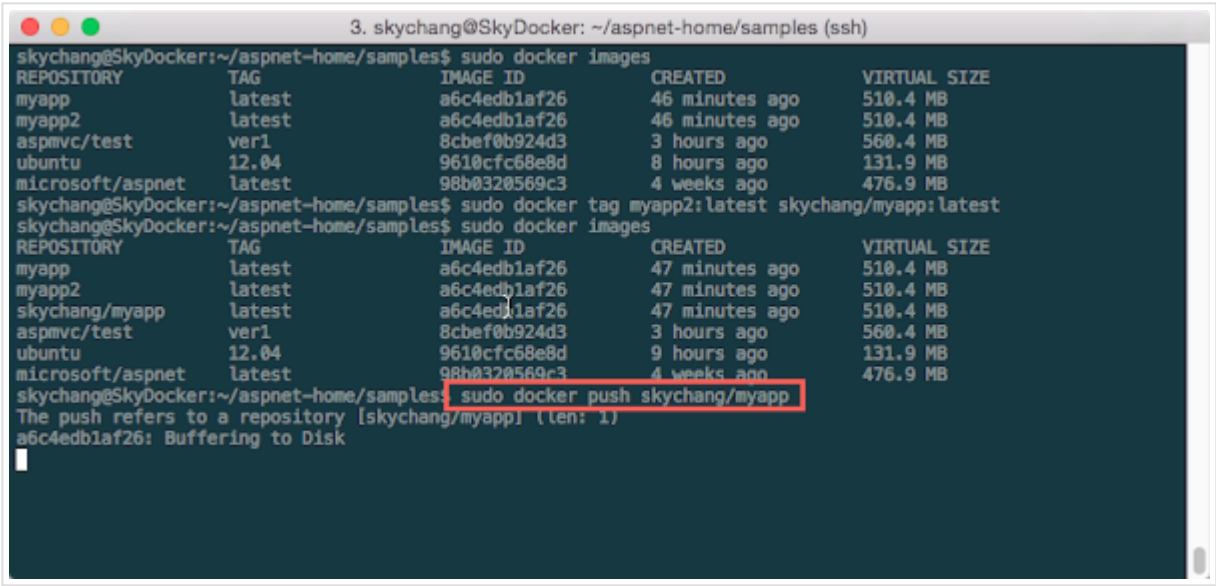 3. skychang@SkyDocker: ~/aspnet-home/samples (ssh)
skychang@SkyDocker:~/aspnet-home/samples$ sudo docker images
REPOSITORY TAG IMAGE ID CREATED VIRTUAL SIZE
myapp latest a6c4edb1af26 46 minutes ago 510.4 MB
myapp2 latest a6c4edb1af26 46 minutes ago 510.4 MB
aspmvc/test ver1 8cbef0b924d3 3 hours ago 560.4 MB
ubuntu 12.04 9610cfc68e8d 8 hours ago 131.9 MB
microsoft/aspnet latest 98b0320569c3 4 weeks ago 476.9 MB
skychang@SkyDocker:~/aspnet-home/samples$ sudo docker tag myapp2:latest skychang/myapp:latest
skychang@SkyDocker:~/aspnet-home/samples$ sudo docker images
REPOSITORY TAG IMAGE ID CREATED VIRTUAL SIZE
myapp latest a6c4edb1af26 47 minutes ago 510.4 MB
myapp2 latest a6c4edb1af26 47 minutes ago 510.4 MB
skychang/myapp latest a6c4edb1af26 47 minutes ago 510.4 MB
aspmvc/test ver1 8cbef0b924d3 3 hours ago 560.4 MB
ubuntu 12.04 9610cfc68e8d 9 hours ago 131.9 MB
microsoft/aspnet latest 98b0320569c3 4 weeks ago 476.9 MB
skychang@SkyDocker:~/aspnet-home/samples$ sudo docker push skychang/myapp
The push refers to a repository [skychang/myapp] (len: 1)
a6c4edb1af26: Buffering to Disk